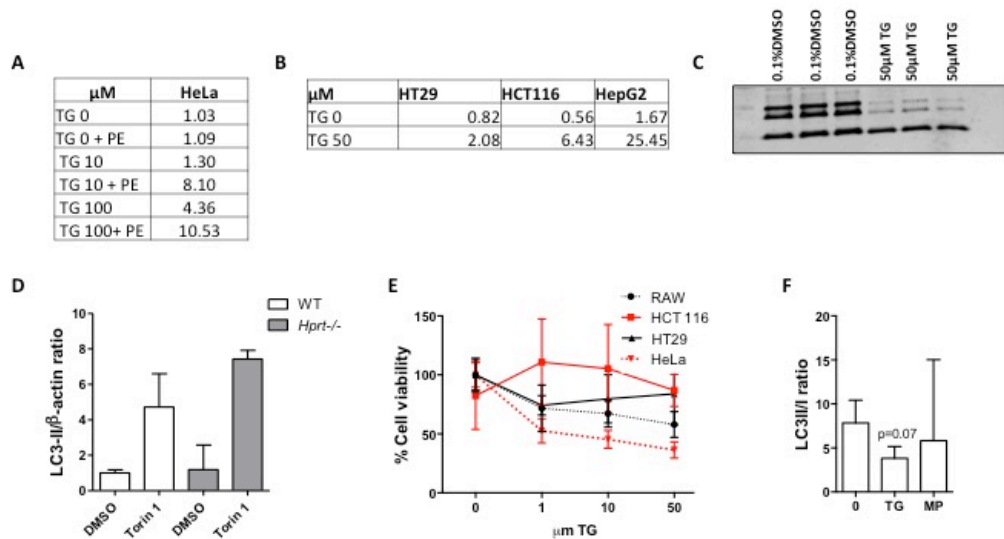 A
µM HeLa
TG 0 1.03
TG 0 + PE 1.09
TG 10 1.30
TG 10 + PE 8.10
TG 100 4.36
TG 100+ PE 10.53
B
µM HT29 HCT116 HepG2
TG 0 0.82 0.56 1.67
TG 50 2.08 6.43 25.45
C
0.1%DMSO
0.1%DMSO
0.1%DMSO
50µM TG
50µM TG
50µM TG
D
WT
Hprt-/-
LC3-II/β-actin ratio
10
8
6
4
2
0
DMSO
Torin 1
DMSO
Torin 1
E
RAW
HCT 116
HT29
HeLa
% Cell viability
150
100
50
0
0 1 10 50
µm TG
F
LC3II/I ratio
20
15
10
5
0
p=0.07
0 TG MP